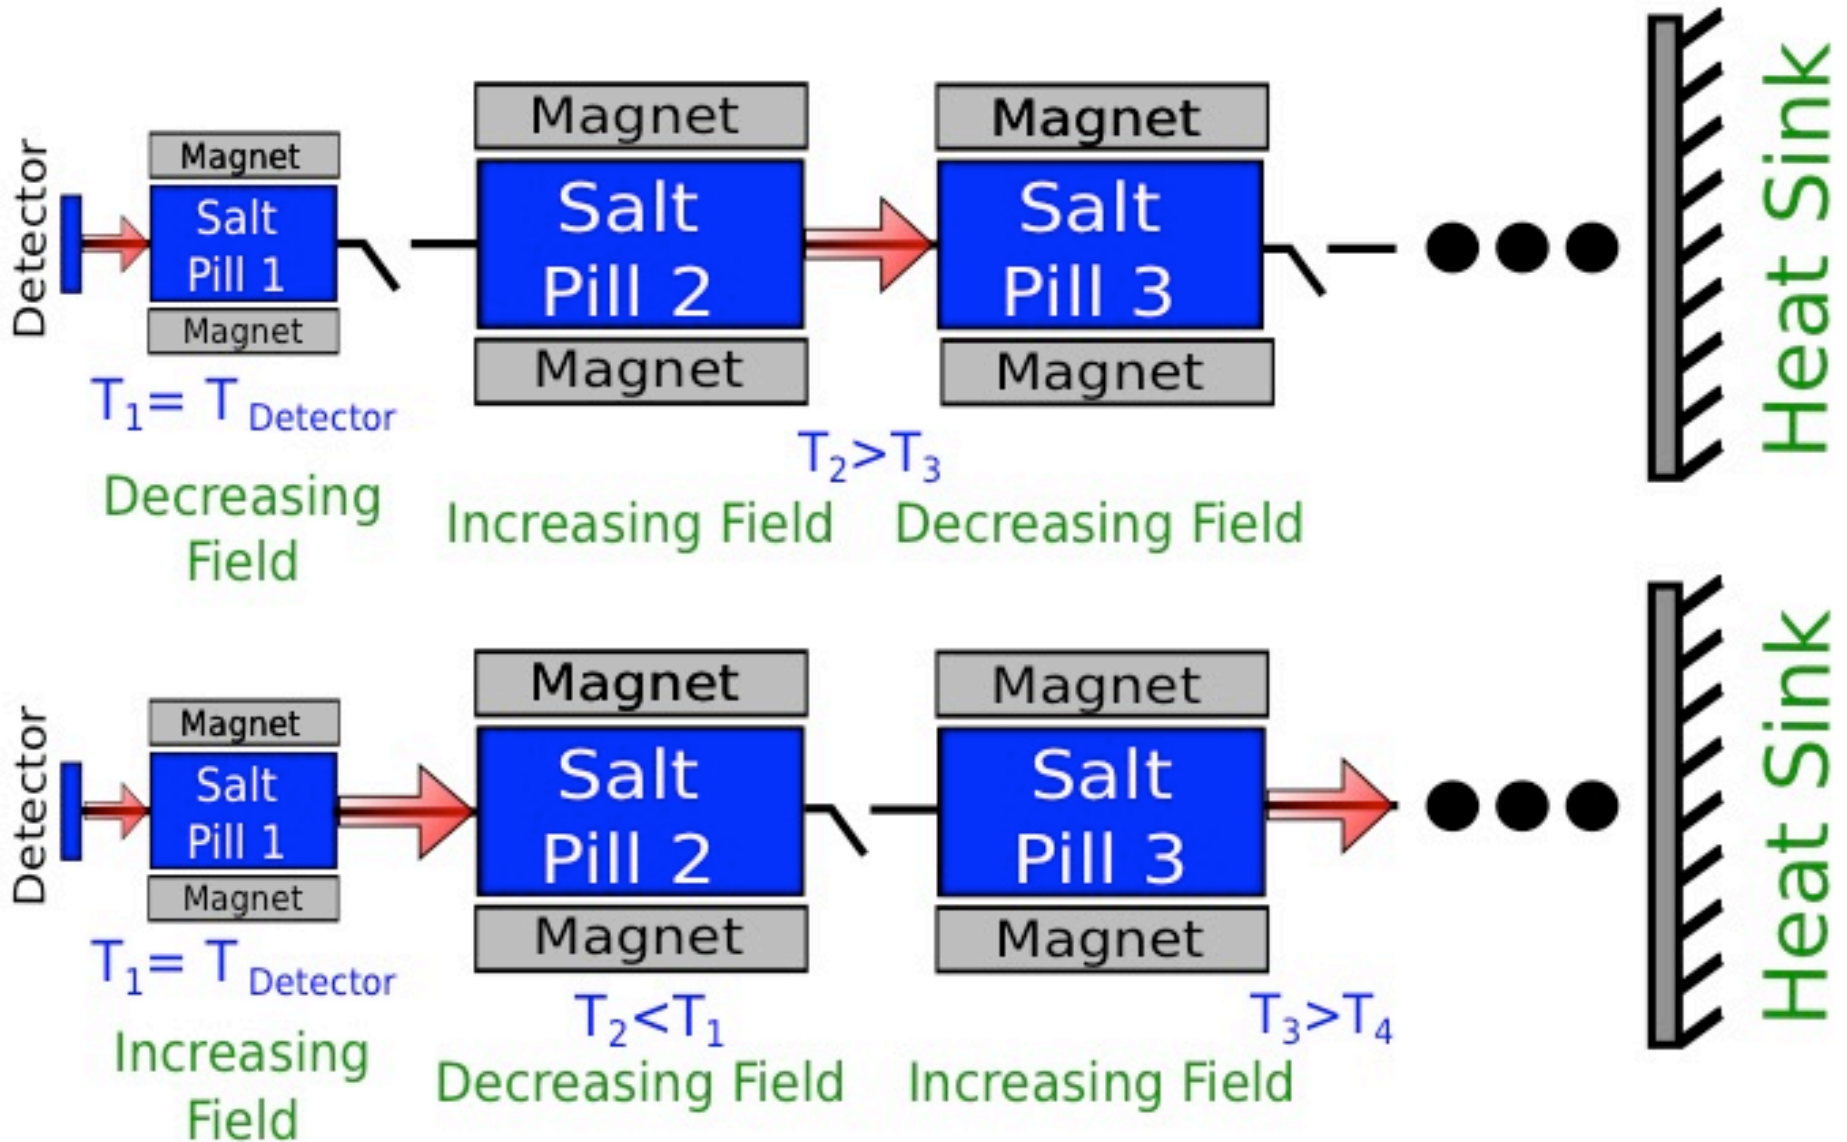 Detector
Magnet
Salt
Pill 1
Magnet
T1= T Detector
Decreasing
Field
Magnet
Salt
Pill 2
Magnet
Increasing Field
T2>T3
Magnet
Salt
Pill 3
Magnet
Decreasing Field
Heat Sink
Detector
Magnet
Salt
Pill 1
Magnet
T1= T Detector
Increasing
Field
Magnet
Salt
Pill 2
Magnet
T2<T1
Decreasing Field
Magnet
Salt
Pill 3
Magnet
T3>T4
Increasing Field
Heat Sink